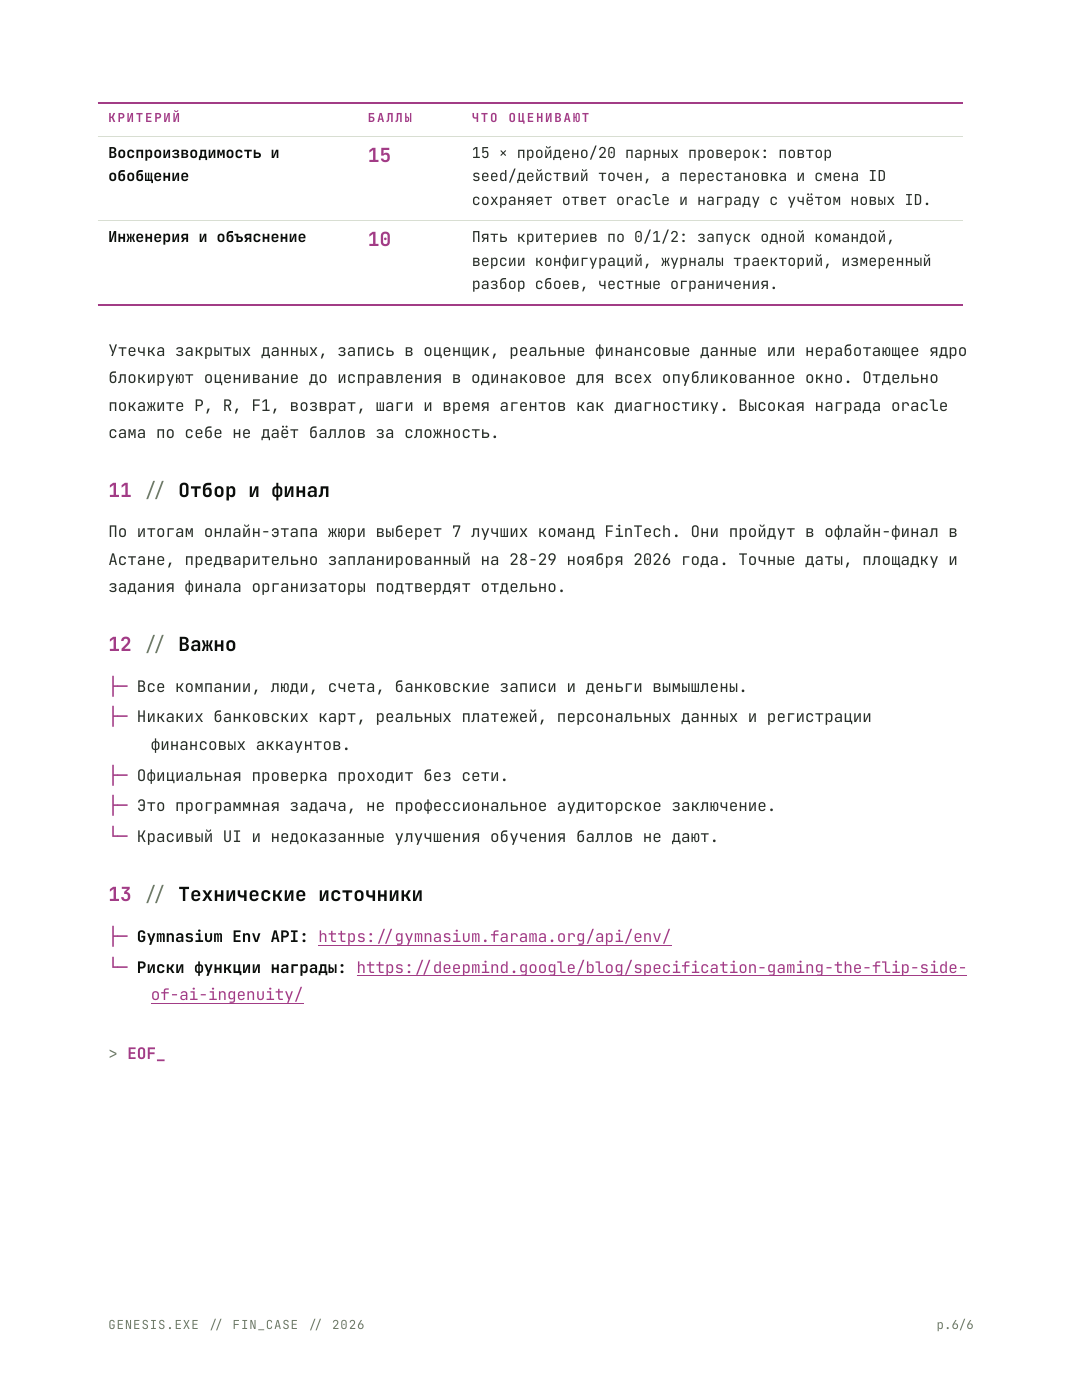 КРИТЕРИЙ БАЛЛЫ ЧТО ОЦЕНИВАЮТ
Воспроизводимость и обобщение
15
15 × пройдено/20 парных проверок: повтор
seed/действий точен, а перестановка и смена ID
сохраняет ответ oracle и награду с учётом новых ID.
Инженерия и объяснение
10
Пять критериев по 0/1/2: запуск одной командой,
версии конфигураций, журналы траекторий, измеренный
разбор сбоев, честные ограничения.
Утечка закрытых данных, запись в оценщик, реальные финансовые данные или неработающее ядро
блокируют оценивание до исправления в одинаковое для всех опубликованное окно. Отдельно
покажите P, R, F1, возврат, шаги и время агентов как диагностику. Высокая награда oracle
сама по себе не даёт баллов за сложность.
11 // Отбор и финал
По итогам онлайн-этапа жюри выберет 7 лучших команд FinTech. Они пройдут в офлайн-финал в
Астане, предварительно запланированный на 28-29 ноября 2026 года. Точные даты, площадку и
задания финала организаторы подтвердят отдельно.
12 // Важно
├─ Все компании, люди, счета, банковские записи и деньги вымышлены.
├─ Никаких банковских карт, реальных платежей, персональных данных и регистрации
финансовых аккаунтов.
├─ Официальная проверка проходит без сети.
├─ Это программная задача, не профессиональное аудиторское заключение.
└─ Красивый UI и недоказанные улучшения обучения баллов не дают.
13 // Технические источники
├─ Gymnasium Env API: https://gymnasium.farama.org/api/env/
└─ Риски функции награды: https://deepmind.google/blog/specification-gaming-the-flip-side-
of-ai-ingenuity/
> EOF_
GENESIS.EXE // FIN_CASE // 2026 p.6/6